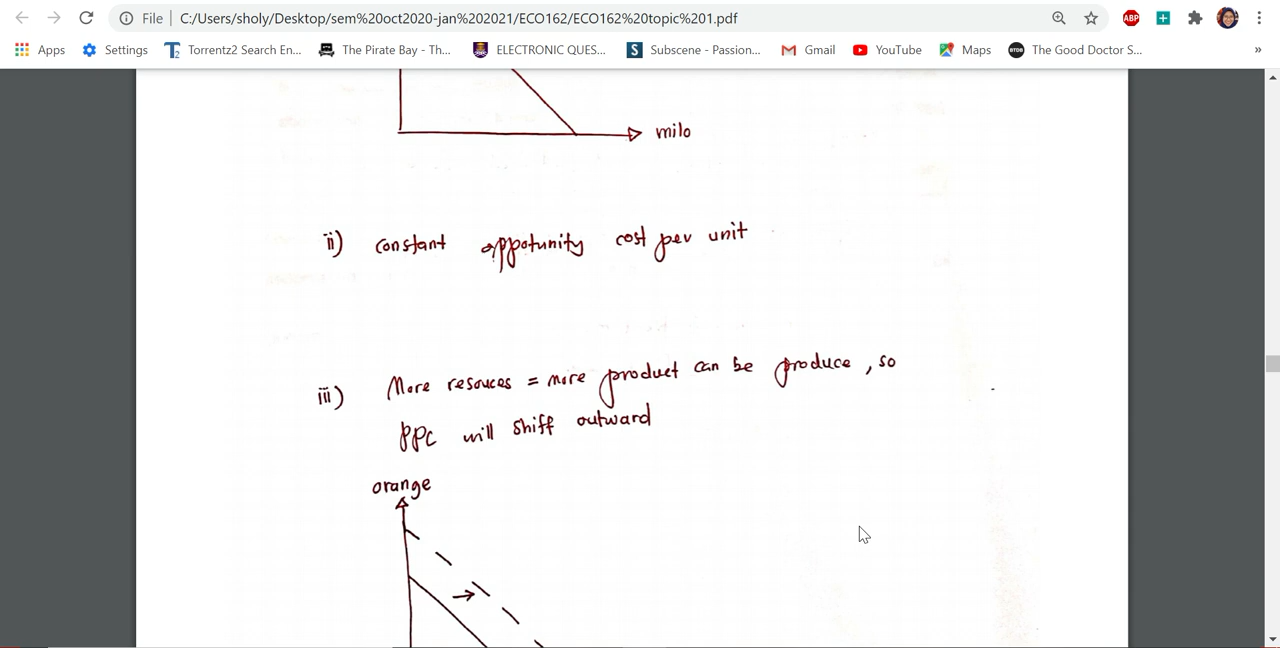 File
C:/Users/sholy/Desktop/sem%20oct2020-jan%202021/ECO162/ECO162%20topic%201.pdf
ABP
Apps Settings Torrentz2 Search En... The Pirate Bay - Th... ELECTRONIC QUES... Subscene - Passion... Gmail YouTube Maps The Good Doctor S... »
milo
ii) constant oppotunity cost per unit
iii) More resouces = more product can be produce, so
PPC will shiff outward
orange